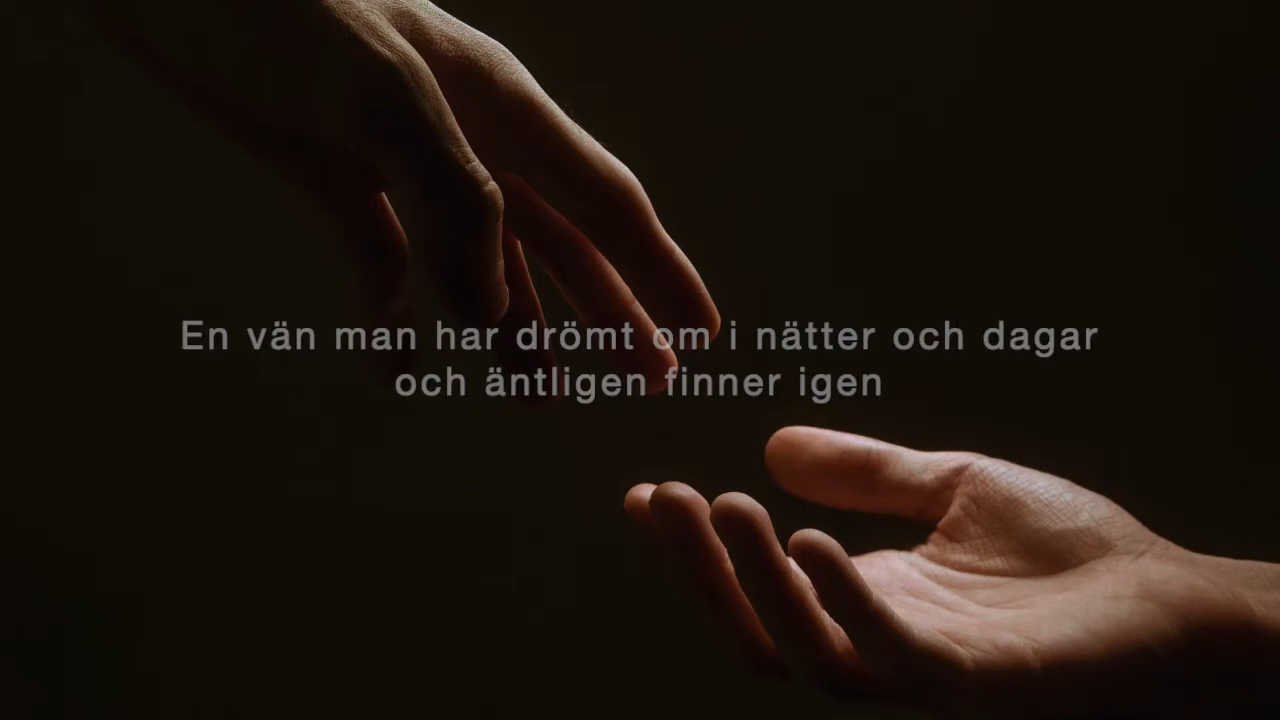 En vän man har drömt om i nätter och dagar
och äntligen finner igen